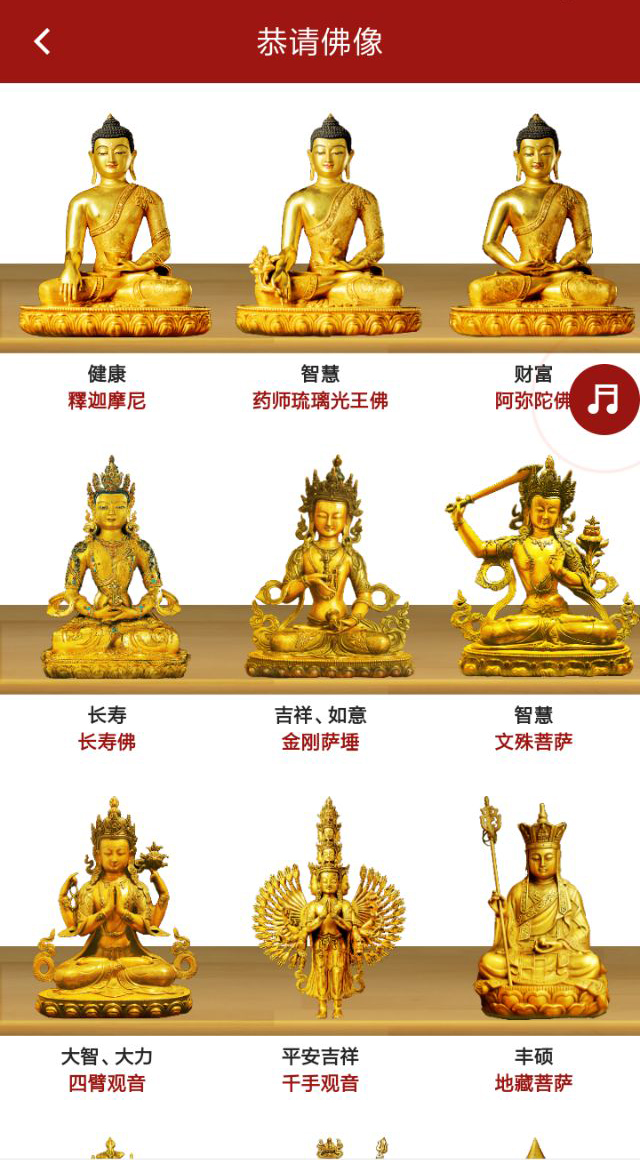 恭请佛像
健康
釋迦摩尼
智慧
药师琉璃光王佛
财富
阿弥陀佛
长寿
长寿佛
吉祥、如意
金刚萨埵
智慧
文殊菩萨
大智、大力
四臂观音
平安吉祥
千手观音
丰硕
地藏菩萨